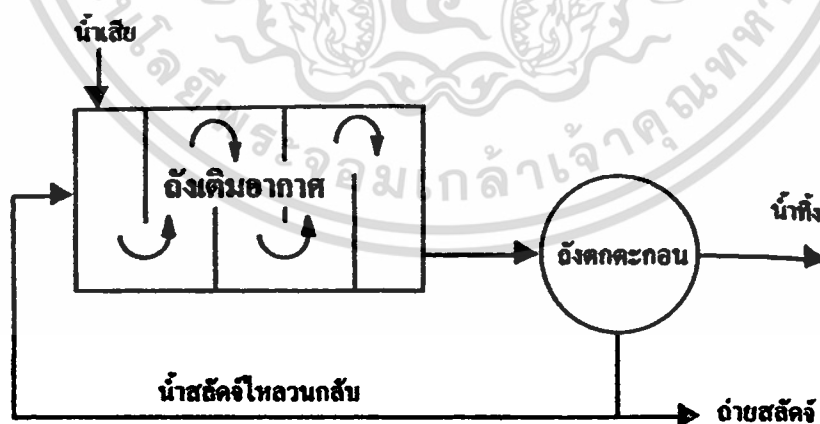 น้ำเสีย
ถังเติมอากาศ
น้ำทิ้ง
ถังตกตะกอน
น้ำสลัดจ์ไหลวนกลับ
ถ่ายสลัดจ์